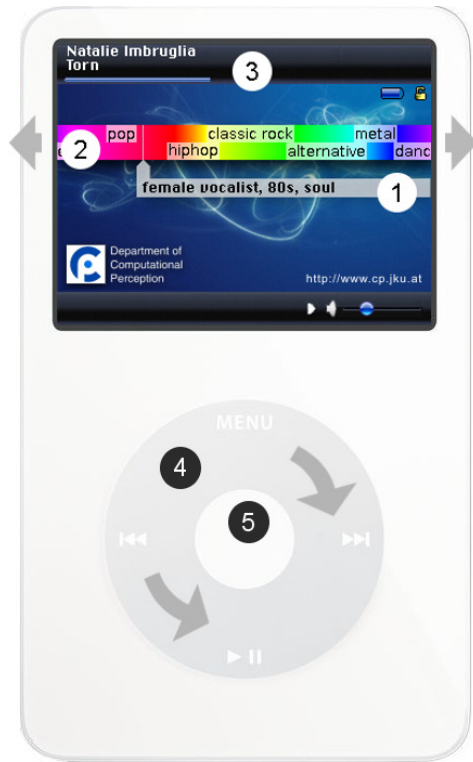 Natalie Imbruglia
Torn
3
pop classic rock metal
2
e hiphop alternative danc
female vocalist, 80s, soul
1
Department of
Computational
Perception
http://www.cp.jku.at
MENU
4
5